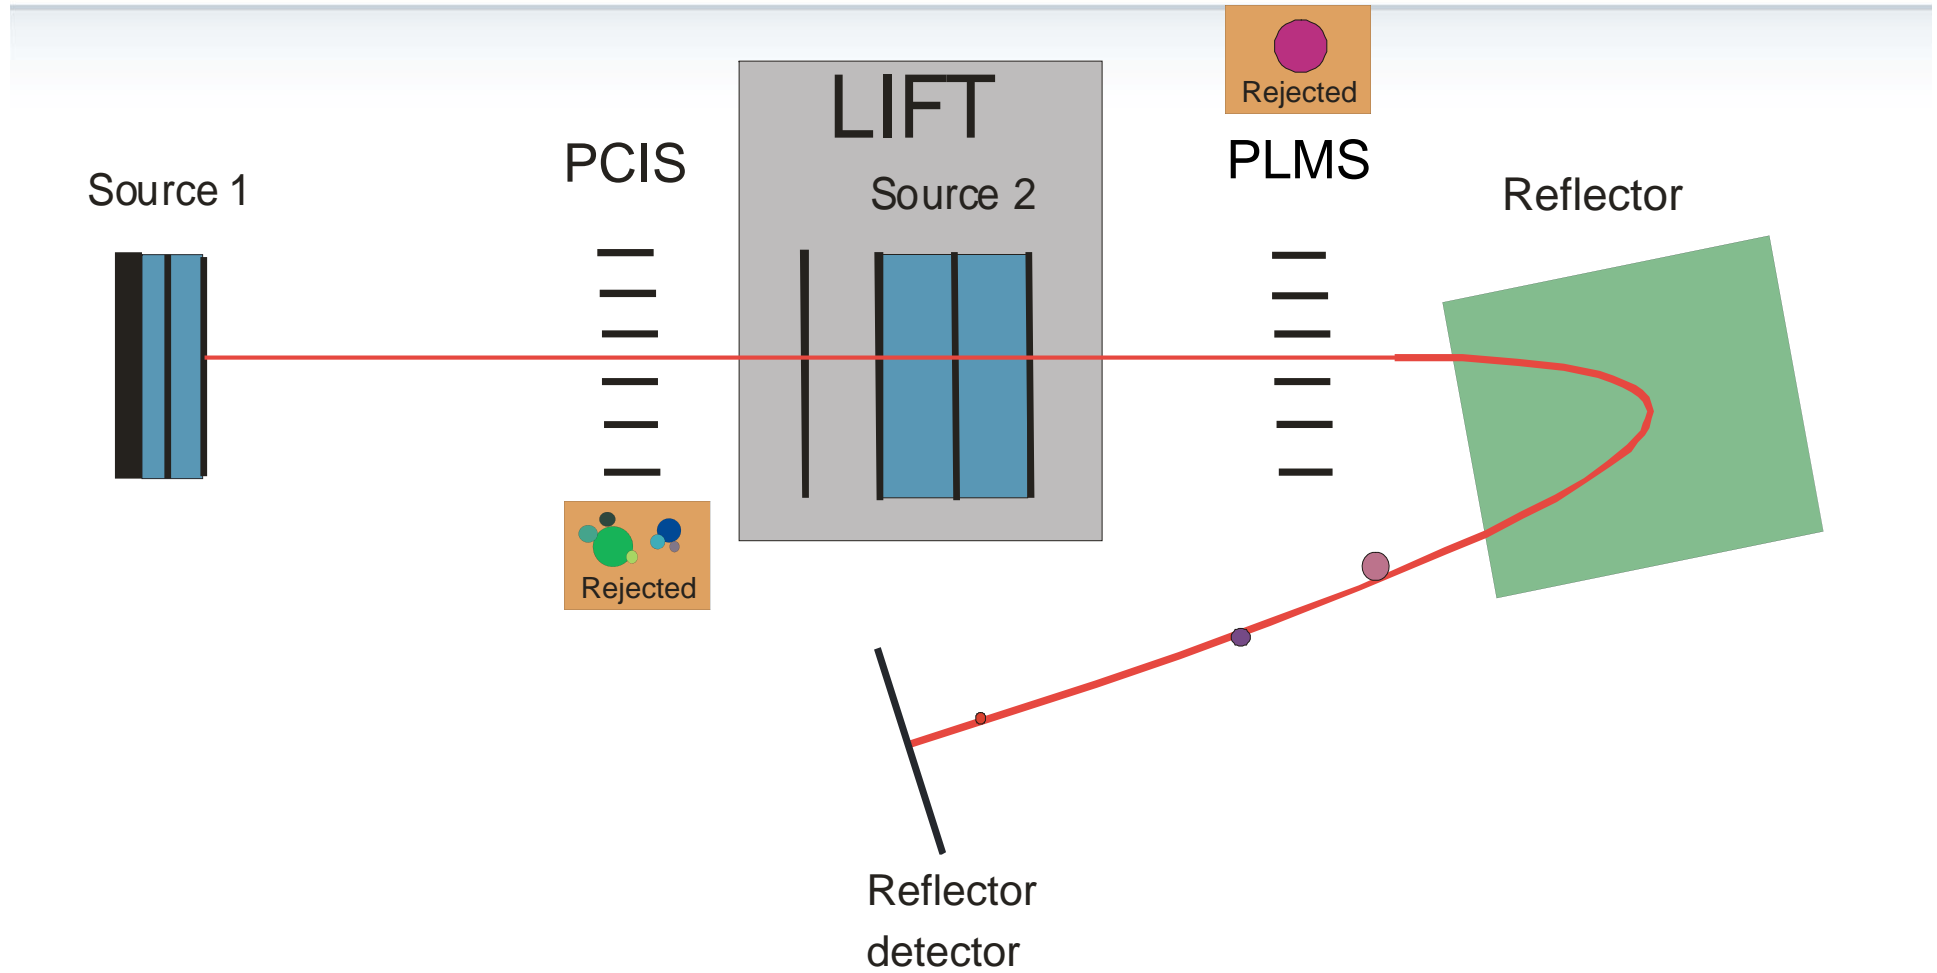 Rejected
LIFT
PCIS
PLMS
Source 1
Source 2
Reflector
Rejected
Reflector
detector